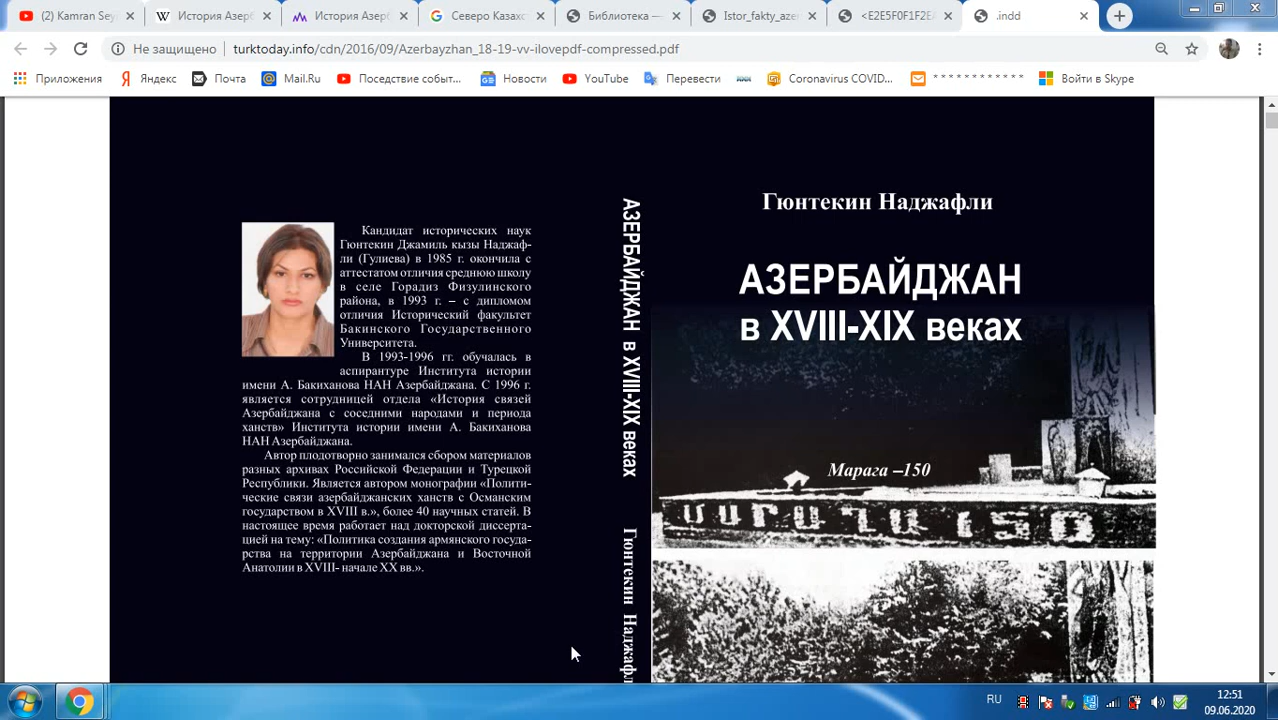 (2) Kamran Sey
История Азерб
История Азерб
Северо Казахс
Библиотека —
Istor_fakty_aze
<E2E5F0F1F2E
.indd
Не защищено
turktoday.info/cdn/2016/09/Azerbayzhan_18-19-vv-ilovepdf-compressed.pdf
Приложения
Яндекс
Почта
Mail.Ru
Поседствие событ...
Новости
YouTube
Перевести
Coronavirus COVID...
* * * * * * * * * * * *
Войти в Skype
Кандидат исторических наук
Гюнтекин Джамиль кызы Наджаф-
ли (Гулиева) в 1985 г. окончила с
аттестатом отличия среднюю школу
в селе Горадиз Физулинского
района, в 1993 г. – с дипломом
отличия Исторический факультет
Бакинского Государственного
Университета.
В 1993-1996 гг. обучалась в
аспирантуре Института истории
имени А. Бакиханова НАН Азербайджана. С 1996 г.
является сотрудницей отдела «История связей
Азербайджана с соседними народами и периода
ханств» Института истории имени А. Бакиханова
НАН Азербайджана.
Автор плодотворно занимался сбором материалов
разных архивах Российской Федерации и Турецкой
Республики. Является автором монографии «Полити-
ческие связи азербайджанских ханств с Османским
государством в XVIII в.», более 40 научных статей. В
настоящее время работает над докторской диссерта-
цией на тему: «Политика создания армянского госуда-
рства на территории Азербайджана и Восточной
Анатолии в XVIII- начале XX вв.».
АЗЕРБАЙДЖАН в XVIII-XIX веках
Гюнтекин Наджафл
Гюнтекин Наджафли
АЗЕРБАЙДЖАН
в XVIII-XIX веках
Марага –150
ՄԱՐԱՂԱ 150
RU
12:51
09.06.2020